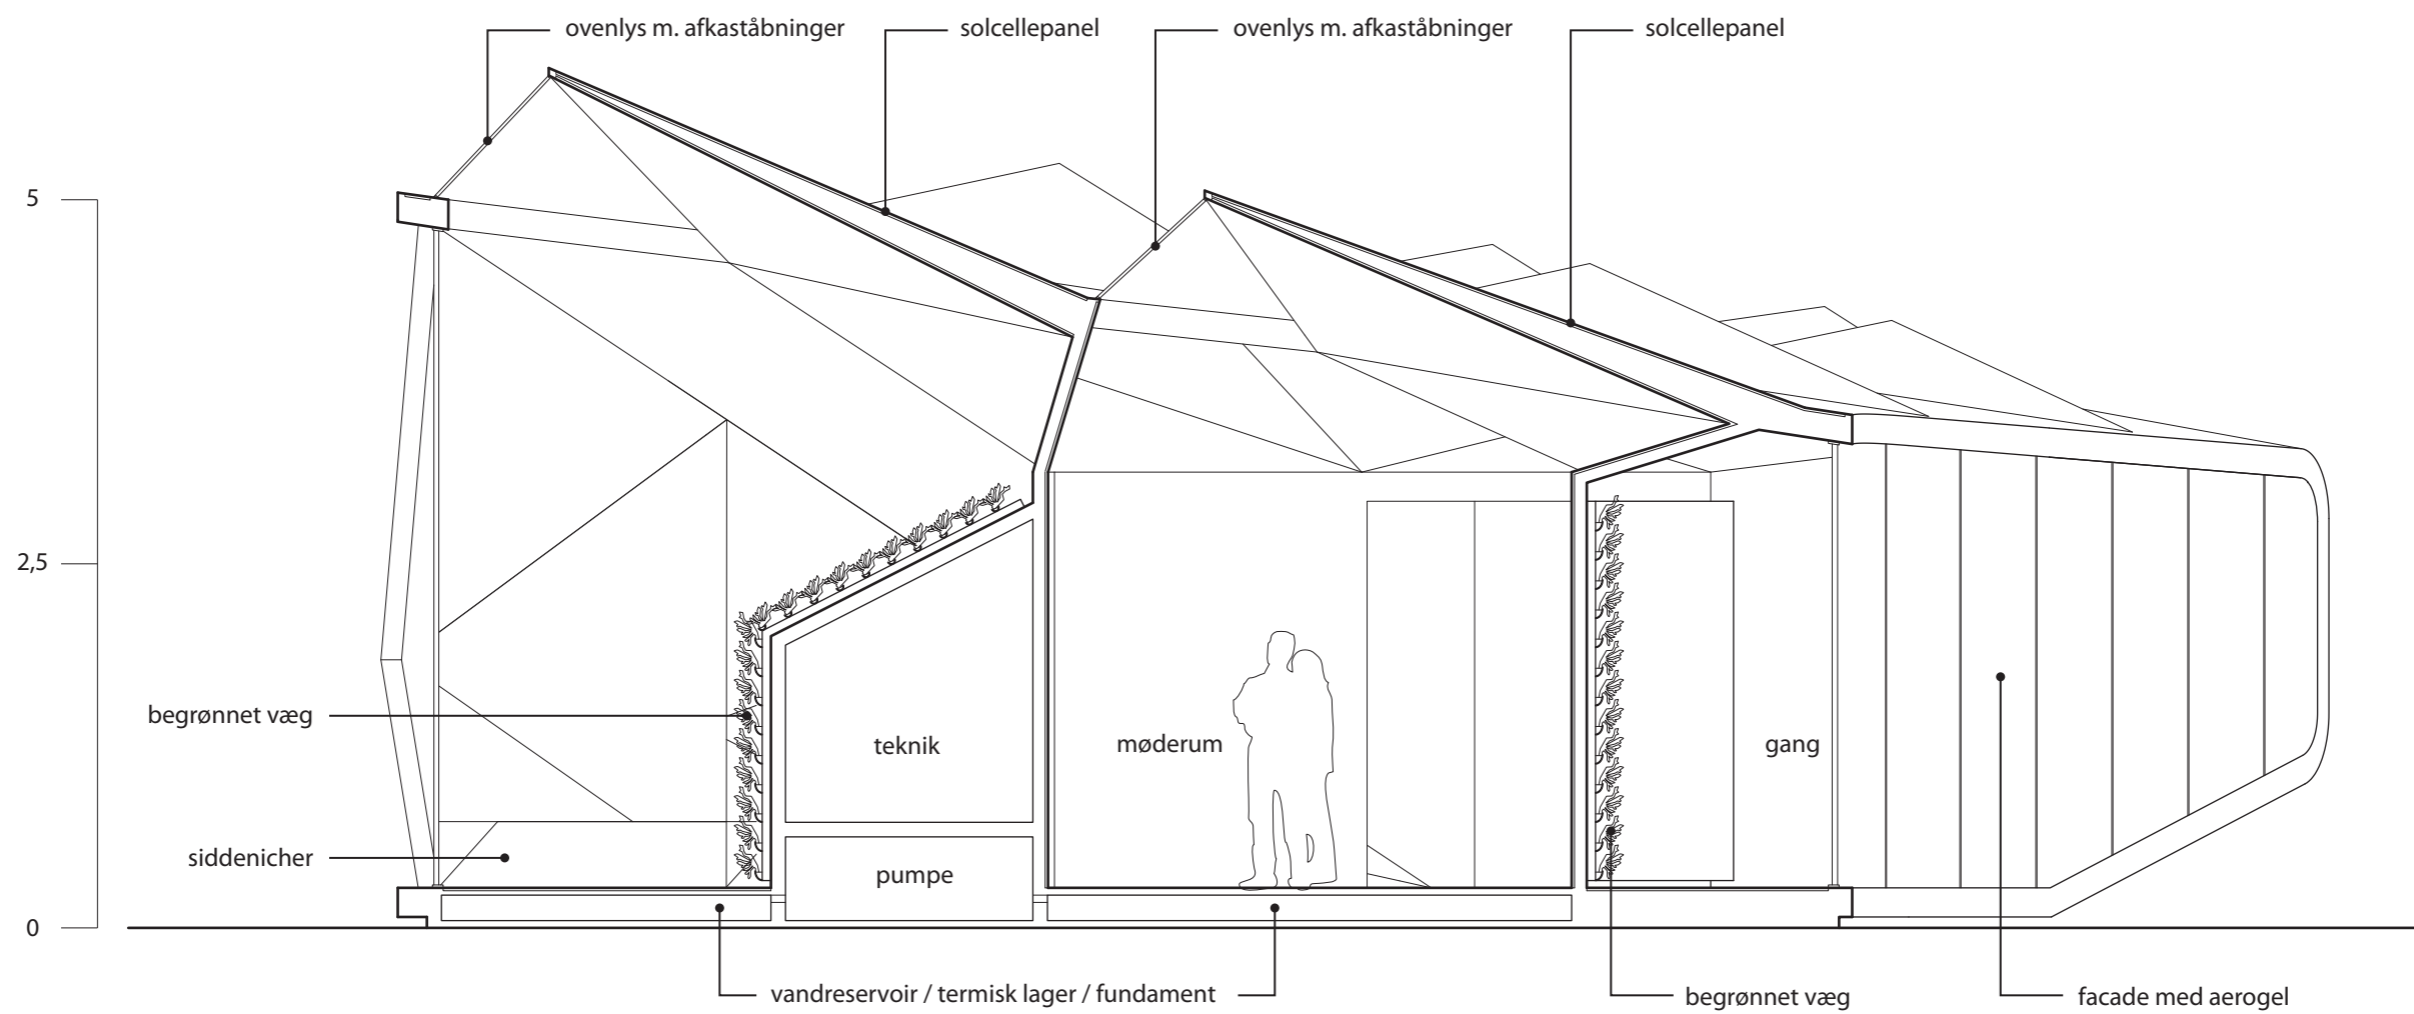 ovenlys m. afkaståbninger
solcellepanel
ovenlys m. afkaståbninger
solcellepanel
5
2,5
begrønnet væg
teknik
møderum
gang
siddenicher
pumpe
0
vandreservoir / termisk lager / fundament
begrønnet væg
facade med aerogel